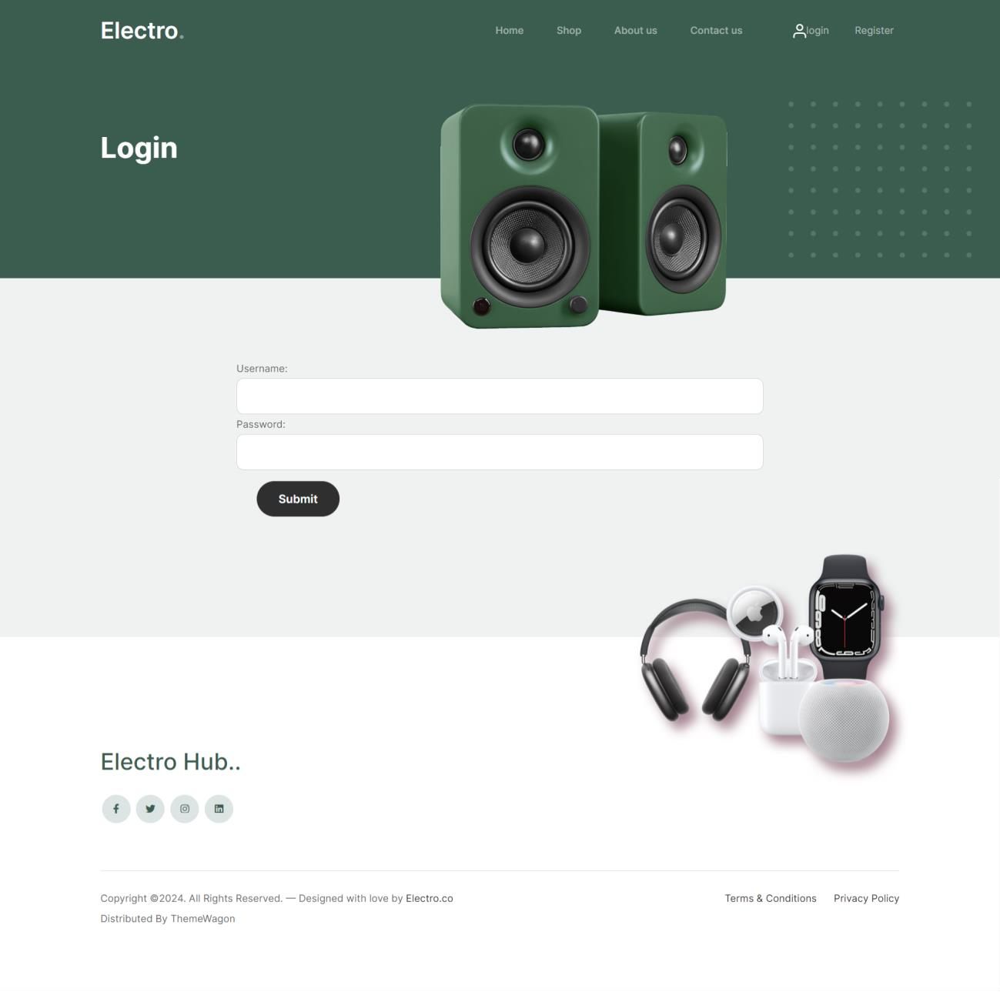 Electro.
Home Shop About us Contact us login Register
Login
Username:
Password:
Submit
Electro Hub..
Copyright ©2024. All Rights Reserved. — Designed with love by Electro.co
Terms & Conditions Privacy Policy
Distributed By ThemeWagon